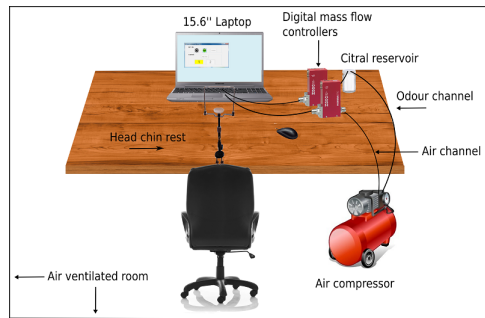 15.6'' Laptop
Digital mass flow
controllers
Citral reservoir
Odour channel
Head chin rest
Air channel
Air ventilated room
Air compressor